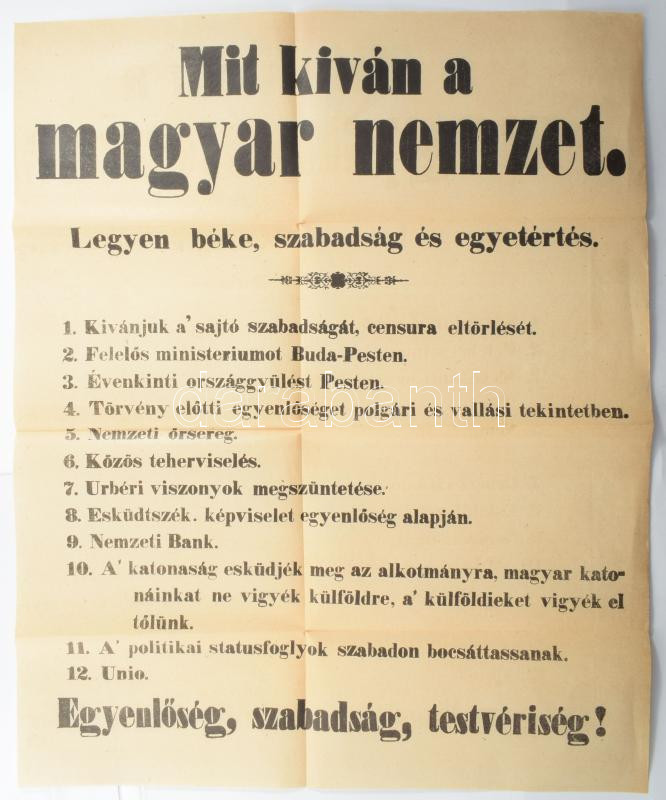 Mit kiván a
magyar nemzet.
Legyen béke, szabadság és egyetértés.
1. Kivánjuk a' sajtó szabadságát, censura eltörlését.
2. Felelős ministeriumot Buda-Pesten.
3. Évenkinti országgyülést Pesten.
4. Törvény előtti egyenlőséget polgári és vallási tekintetben.
darabanth
5. Nemzeti őrsereg.
6. Közös teherviselés.
7. Urbéri viszonyok megszüntetése.
8. Esküdtszék. képviselet egyenlőség alapján.
9. Nemzeti Bank.
10. A' katonaság esküdjék meg az alkotmányra, magyar kato-
náinkat ne vigyék külföldre, a' külföldieket vigyék el
tőlünk.
11. A' politikai statusfoglyok szabadon bocsáttassanak.
12. Unio.
Egyenlőség, szabadság, testvériség!